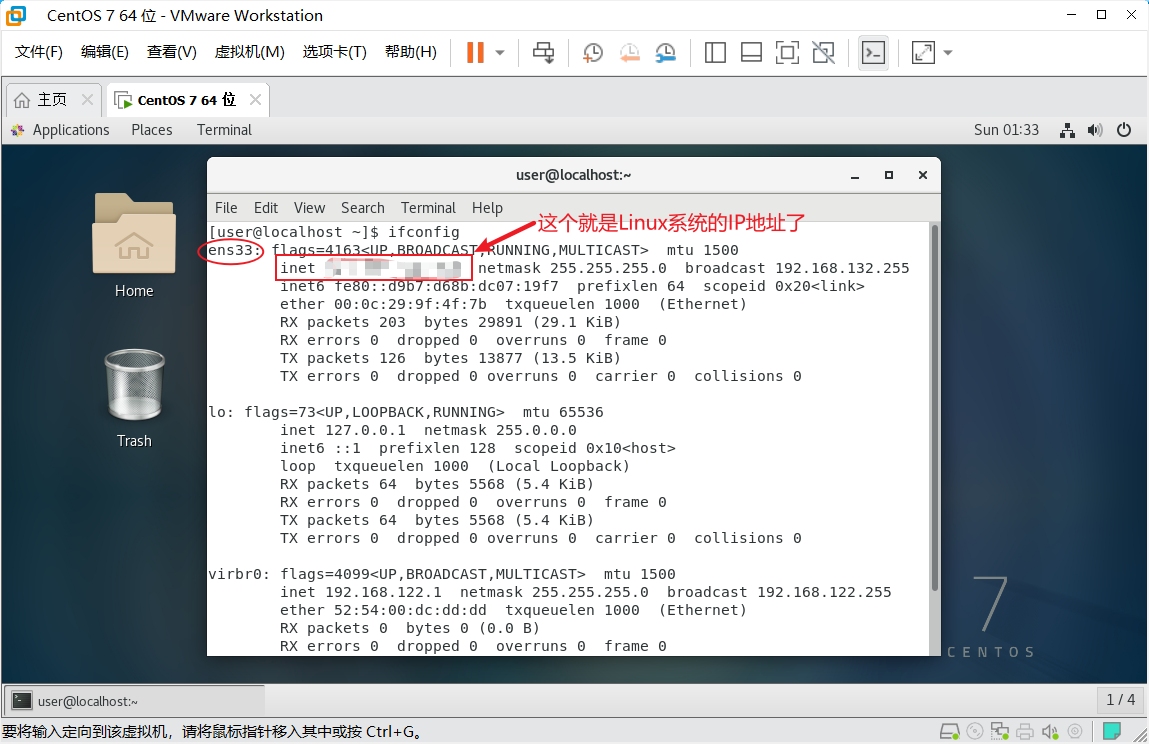 CentOS 7 64 位 - VMware Workstation
文件(F) 编辑(E) 查看(V) 虚拟机(M) 选项卡(T) 帮助(H)
主页
CentOS 7 64 位
Applications Places Terminal Sun 01:33
user@localhost:~
File Edit View Search Terminal Help
这个就是Linux系统的IP地址了
[user@localhost ~]$ ifconfig
ens33: flags=4163<UP,BROADCAST,RUNNING,MULTICAST> mtu 1500
inet netmask 255.255.255.0 broadcast 192.168.132.255
inet6 fe80::d9b7:d68b:dc07:19f7 prefixlen 64 scopeid 0x20<link>
ether 00:0c:29:9f:4f:7b txqueuelen 1000 (Ethernet)
RX packets 203 bytes 29891 (29.1 KiB)
RX errors 0 dropped 0 overruns 0 frame 0
TX packets 126 bytes 13877 (13.5 KiB)
TX errors 0 dropped 0 overruns 0 carrier 0 collisions 0
lo: flags=73<UP,LOOPBACK,RUNNING> mtu 65536
inet 127.0.0.1 netmask 255.0.0.0
inet6 ::1 prefixlen 128 scopeid 0x10<host>
loop txqueuelen 1000 (Local Loopback)
RX packets 64 bytes 5568 (5.4 KiB)
RX errors 0 dropped 0 overruns 0 frame 0
TX packets 64 bytes 5568 (5.4 KiB)
TX errors 0 dropped 0 overruns 0 carrier 0 collisions 0
virbr0: flags=4099<UP,BROADCAST,MULTICAST> mtu 1500
inet 192.168.122.1 netmask 255.255.255.0 broadcast 192.168.122.255
ether 52:54:00:dc:dd:dd txqueuelen 1000 (Ethernet)
RX packets 0 bytes 0 (0.0 B)
RX errors 0 dropped 0 overruns 0 frame 0
Home
Trash
7
CENTOS
user@localhost:~
1 / 4
要将输入定向到该虚拟机，请将鼠标指针移入其中或按 Ctrl+G。